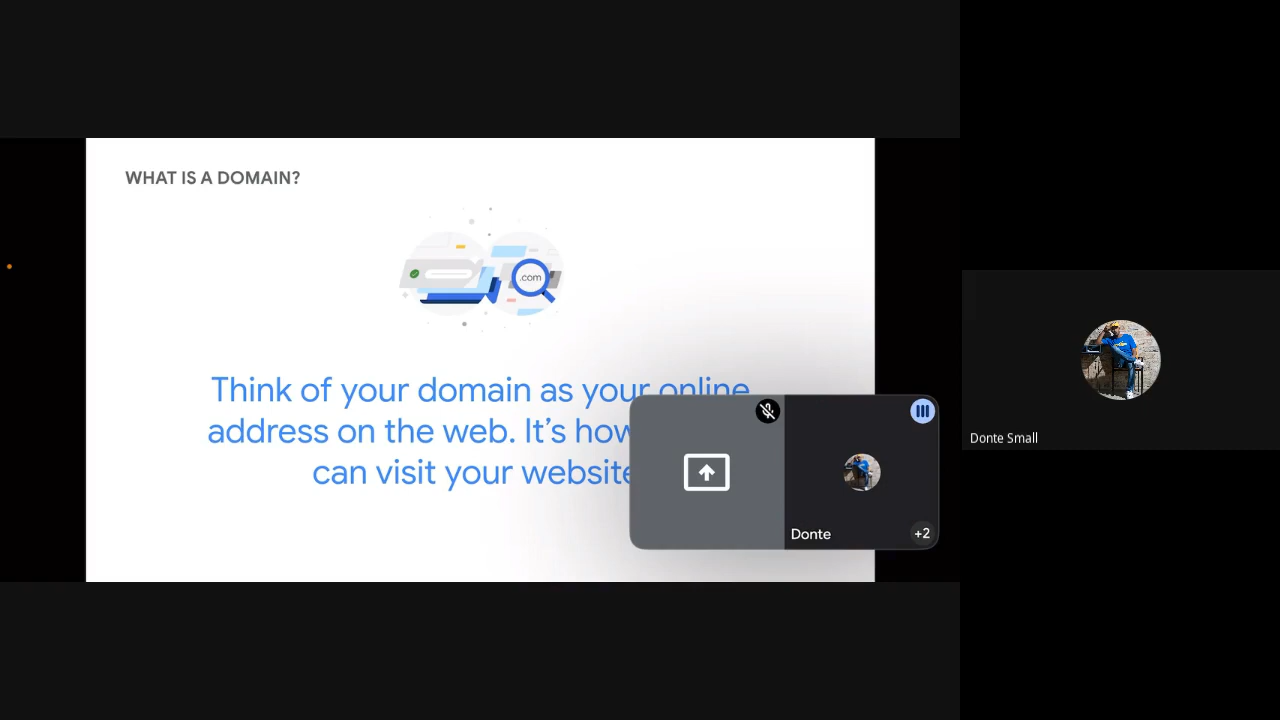 WHAT IS A DOMAIN?
.com
Think of your domain as your online
address on the web. It's how
can visit your website
Donte
+2
Donte Small